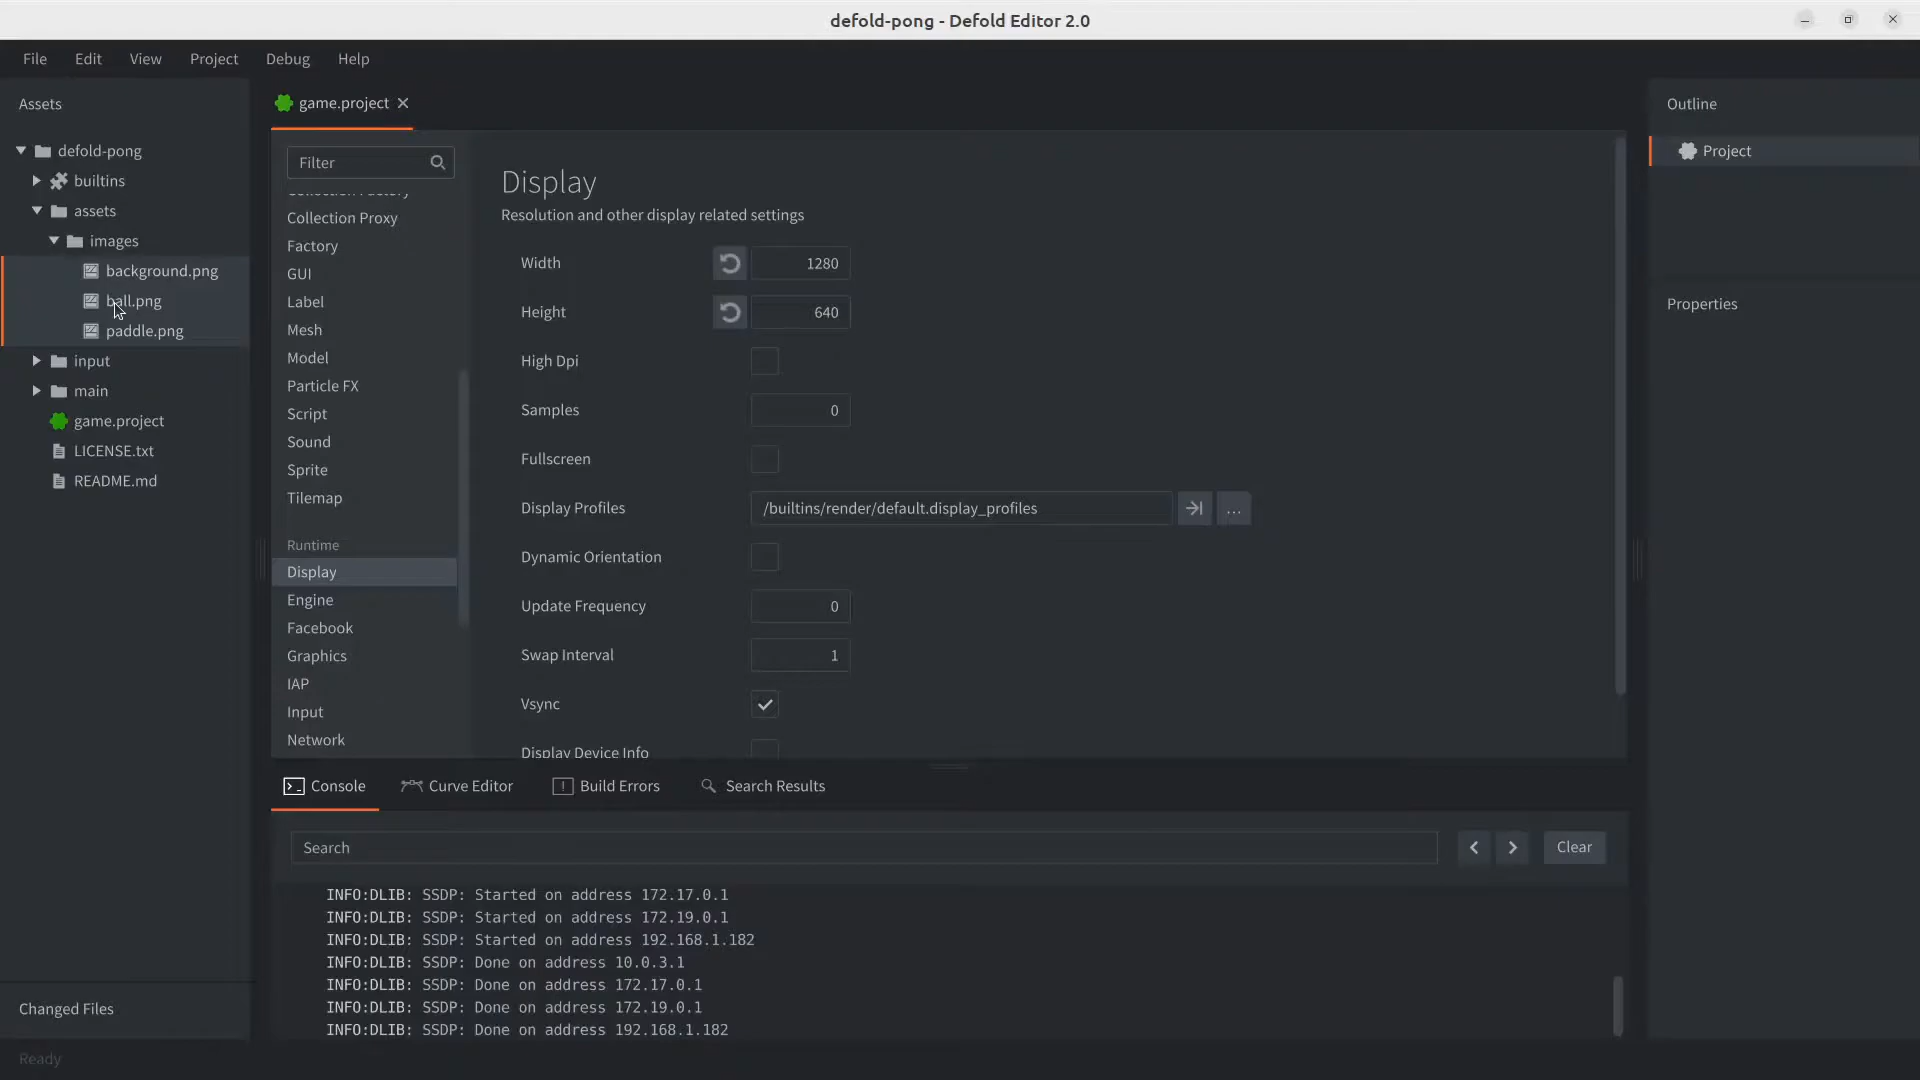 defold-pong - Defold Editor 2.0
File Edit View Project Debug Help
Assets
defold-pong
builtins
assets
images
background.png
ball.png
paddle.png
input
main
game.project
LICENSE.txt
README.md
Changed Files
Ready
game.project
Filter
Collection Factory
Collection Proxy
Factory
GUI
Label
Mesh
Model
Particle FX
Script
Sound
Sprite
Tilemap
Runtime
Display
Engine
Facebook
Graphics
IAP
Input
Network
Display
Resolution and other display related settings
Width 1280
Height 640
High Dpi
Samples 0
Fullscreen
Display Profiles /builtins/render/default.display_profiles ...
Dynamic Orientation
Update Frequency 0
Swap Interval 1
Vsync
Display Device Info
Console Curve Editor Build Errors Search Results
Search Clear
INFO:DLIB: SSDP: Started on address 172.17.0.1
INFO:DLIB: SSDP: Started on address 172.19.0.1
INFO:DLIB: SSDP: Started on address 192.168.1.182
INFO:DLIB: SSDP: Done on address 10.0.3.1
INFO:DLIB: SSDP: Done on address 172.17.0.1
INFO:DLIB: SSDP: Done on address 172.19.0.1
INFO:DLIB: SSDP: Done on address 192.168.1.182
Outline
Project
Properties